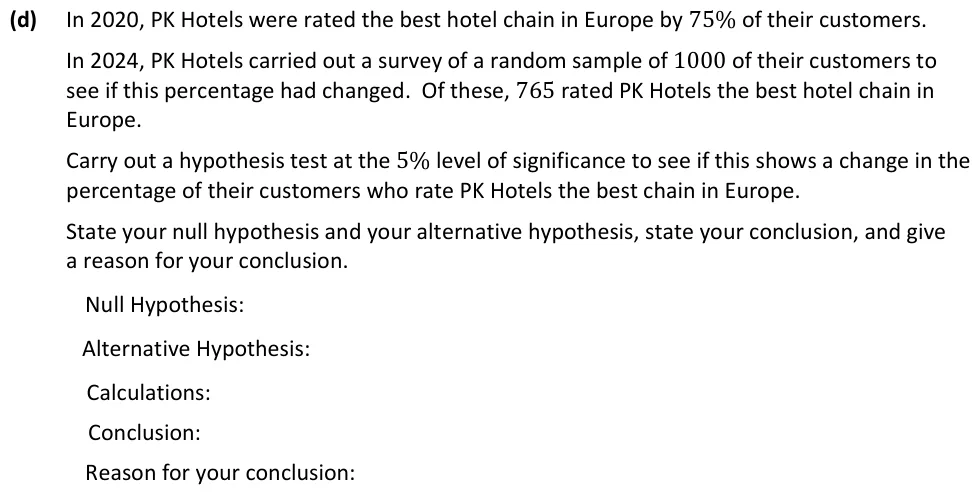 (d) In 2020, PK Hotels were rated the best hotel chain in Europe by 75% of their customers.
In 2024, PK Hotels carried out a survey of a random sample of 1000 of their customers to
see if this percentage had changed. Of these, 765 rated PK Hotels the best hotel chain in
Europe.
Carry out a hypothesis test at the 5% level of significance to see if this shows a change in the
percentage of their customers who rate PK Hotels the best chain in Europe.
State your null hypothesis and your alternative hypothesis, state your conclusion, and give
a reason for your conclusion.
Null Hypothesis:
Alternative Hypothesis:
Calculations:
Conclusion:
Reason for your conclusion: